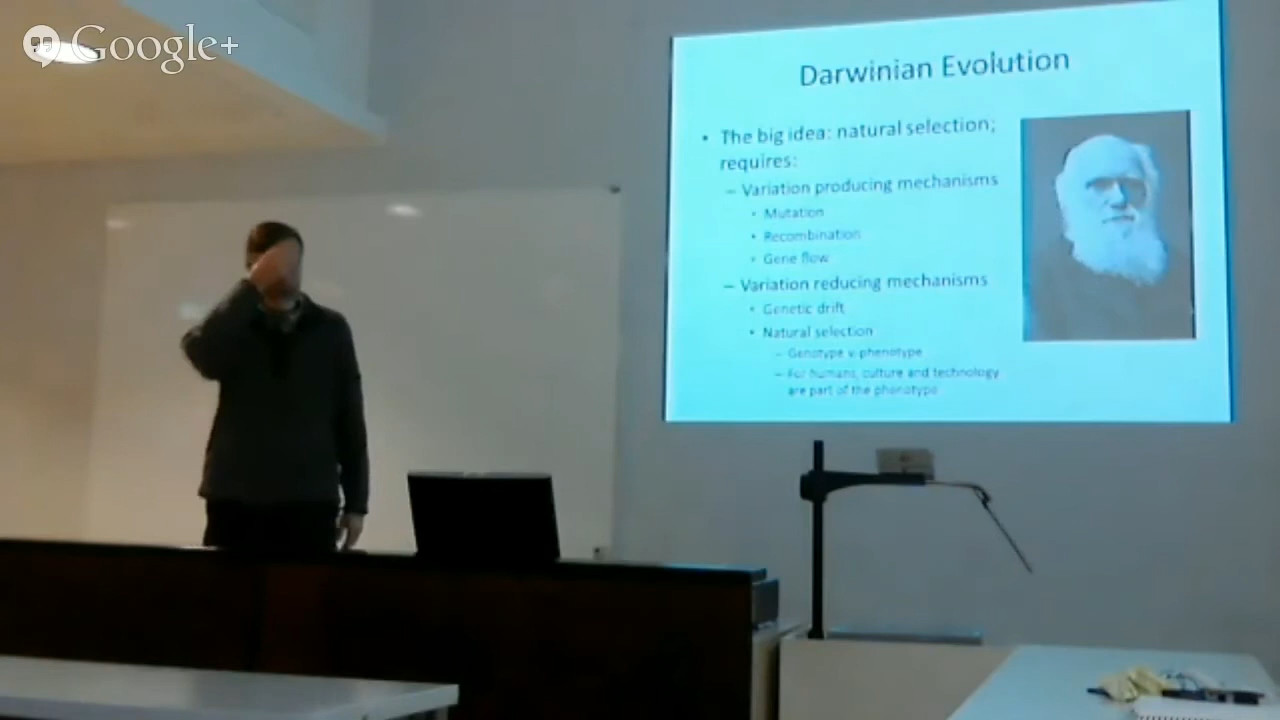 Google+
Darwinian Evolution
• The big idea: natural selection;
requires:
– Variation producing mechanisms
• Mutation
• Recombination
• Gene flow
– Variation reducing mechanisms
• Genetic drift
• Natural selection
– Genotype v. phenotype
– For humans, culture and technology
are part of the phenotype